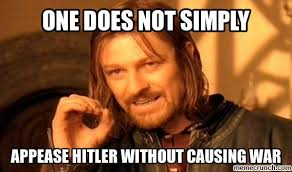 ONE DOES NOT SIMPLY
APPEASE HITLER WITHOUT CAUSING WAR
memecrunch.com